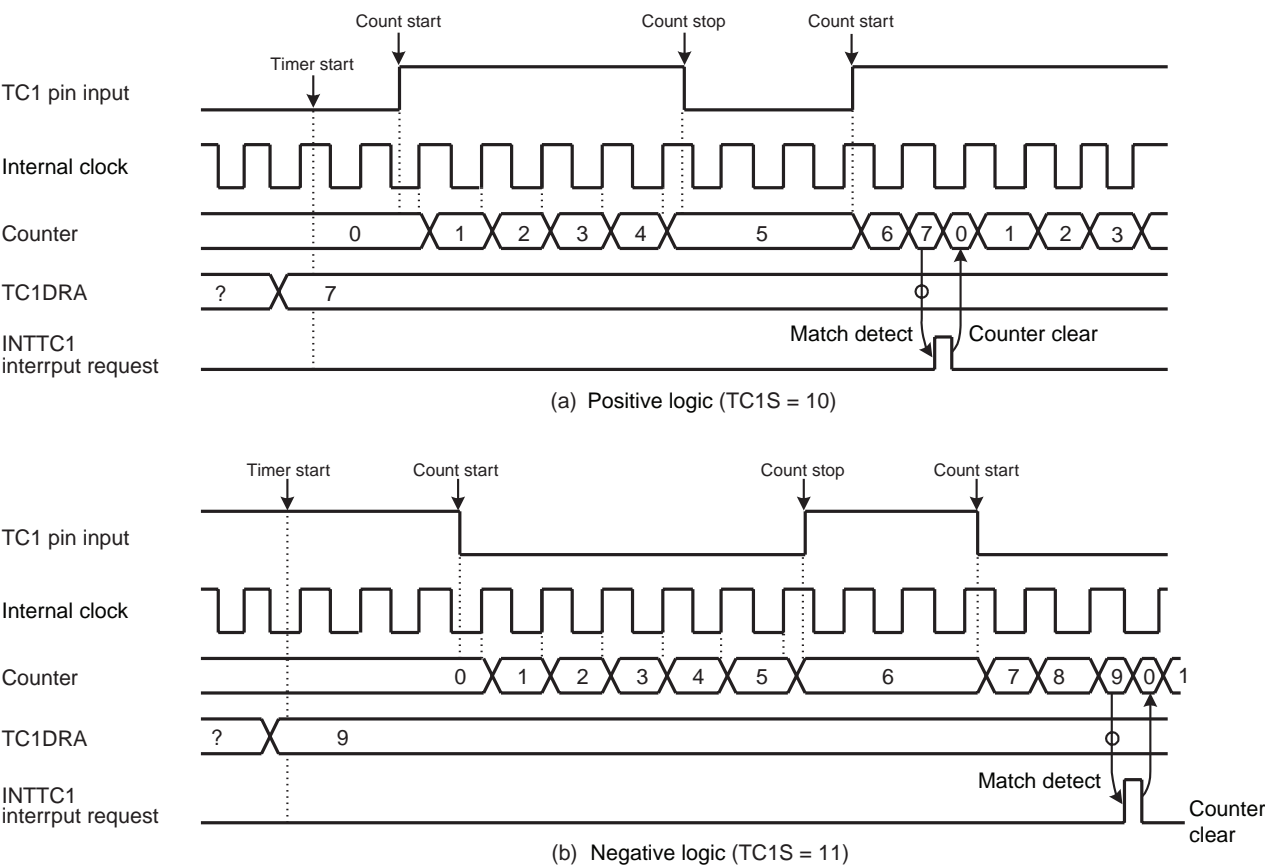 Count start Count stop Count start
Timer start
TC1 pin input
Internal clock
Counter 0 1 2 3 4 5 6 7 0 1 2 3
TC1DRA ? 7
Match detect Counter clear
INTTC1
interrput request
(a) Positive logic (TC1S = 10)
Timer start Count start Count stop Count start
TC1 pin input
Internal clock
Counter 0 1 2 3 4 5 6 7 8 9 0 1
TC1DRA ? 9
Match detect
INTTC1
interrput request
Counter
clear
(b) Negative logic (TC1S = 11)